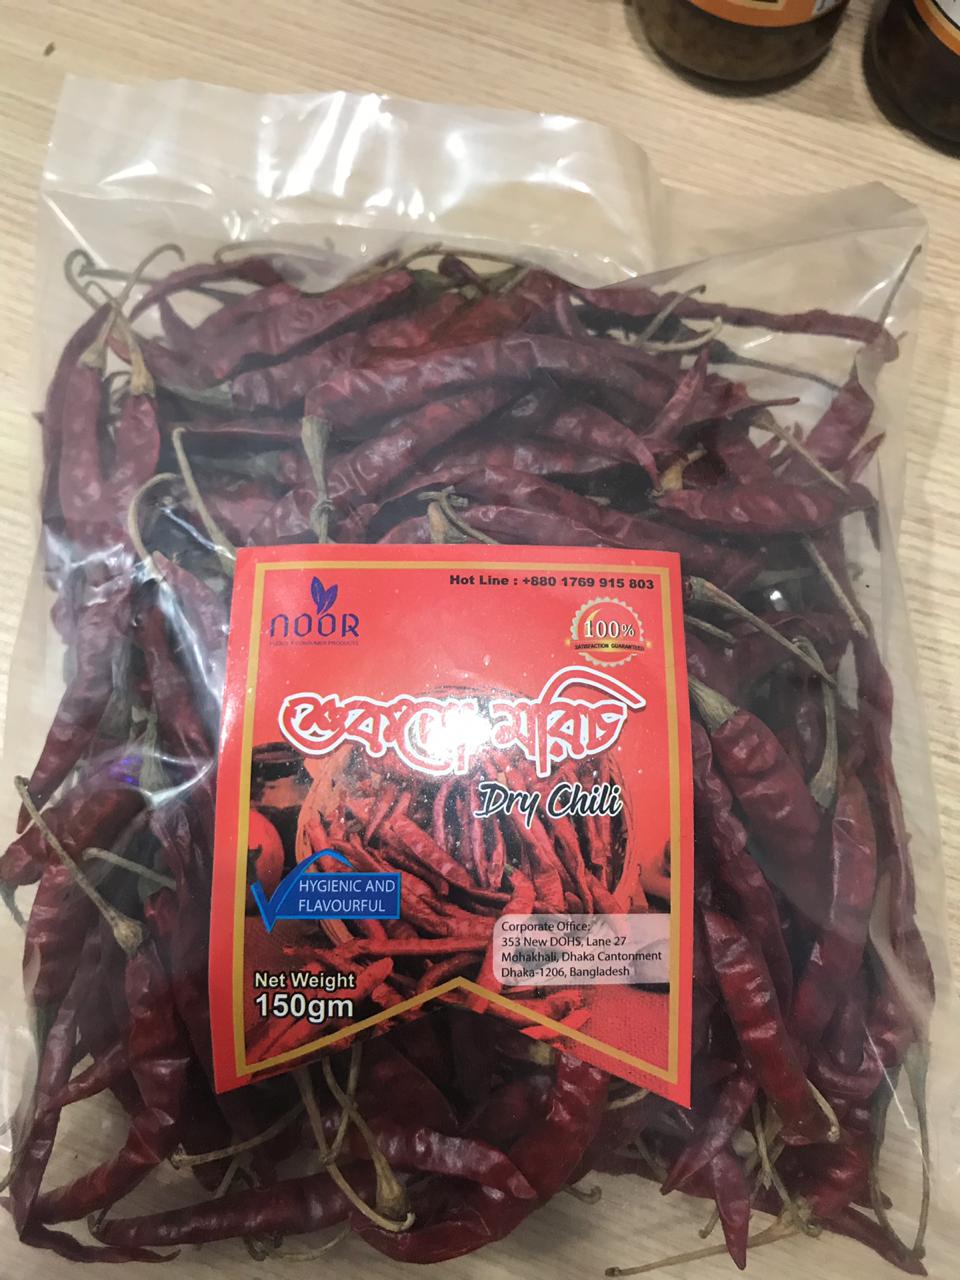 Hot Line : +880 1769 915 803
NOOR
100%
SATISFACTION GUARANTEED
শুকনো মরিচ
Dry Chili
HYGIENIC AND
FLAVOURFUL
Corporate Office:
353 New DOHS, Lane 27
Mohakhali, Dhaka Cantonment
Dhaka-1206, Bangladesh
Net Weight
150gm